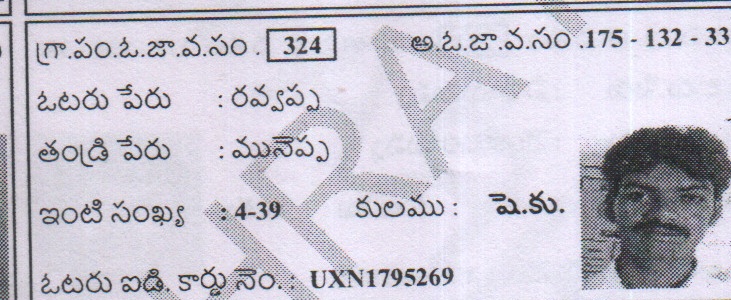 గ్రా.పం.ఓ.జా.వ.సం. 324 అ.ఓ.జా.వ.సం.175 - 132 - 33
ఓటరు పేరు : రవ్వప్ప
తండ్రి పేరు : మునెప్ప
ఇంటి సంఖ్య : 4-39 కులము : షె.కు.
ఓటరు ఐడి. కార్డు నెం. : UXN1795269